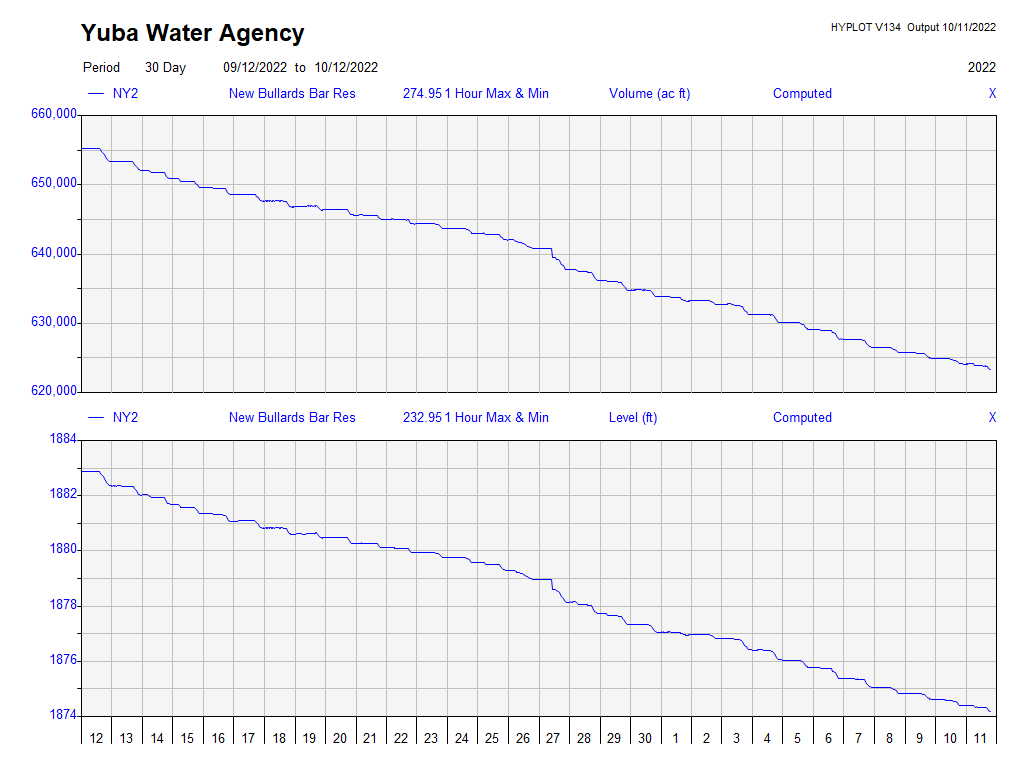 Yuba Water Agency
HYPLOT V134 Output 10/11/2022
Period 30 Day 09/12/2022 to 10/12/2022 2022
NY2 New Bullards Bar Res 274.95 1 Hour Max & Min Volume (ac ft) Computed X
660,000
650,000
640,000
630,000
620,000
NY2 New Bullards Bar Res 232.95 1 Hour Max & Min Level (ft) Computed X
1884
1882
1880
1878
1876
1874
12 13 14 15 16 17 18 19 20 21 22 23 24 25 26 27 28 29 30 1 2 3 4 5 6 7 8 9 10 11